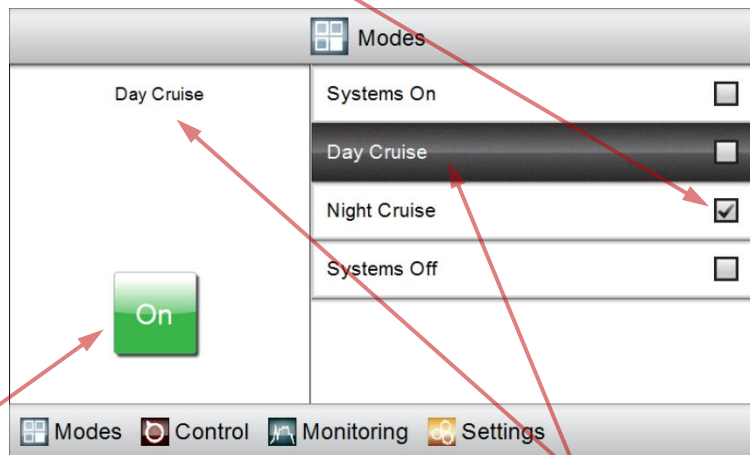 Modes
Day Cruise
On
Systems On
Day Cruise
Night Cruise
Systems Off
Modes Control Monitoring Settings